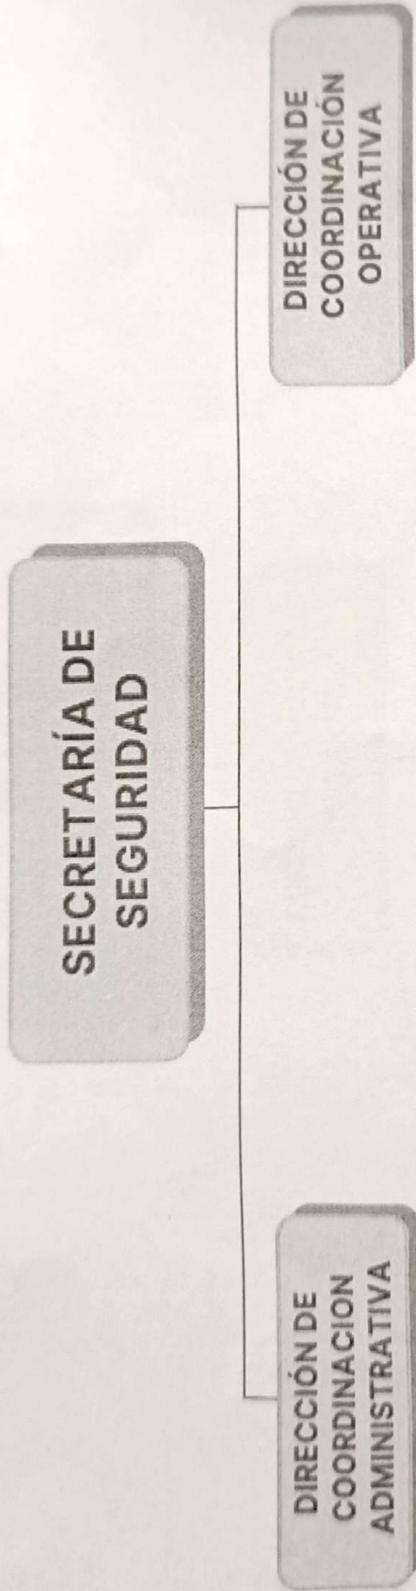 SECRETARÍA DE
SEGURIDAD
DIRECCIÓN DE
COORDINACION
ADMINISTRATIVA
DIRECCIÓN DE
COORDINACIÓN
OPERATIVA